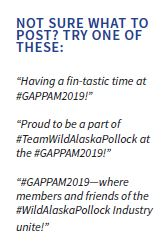 NOT SURE WHAT TO
POST? TRY ONE OF
THESE:
“Having a fin-tastic time at
#GAPPAM2019!”
“Proud to be a part of
#TeamWildAlaskaPollock at
the #GAPPAM2019!”
“#GAPPAM2019—where
members and friends of the
#WildAlaskaPollock Industry
unite!”